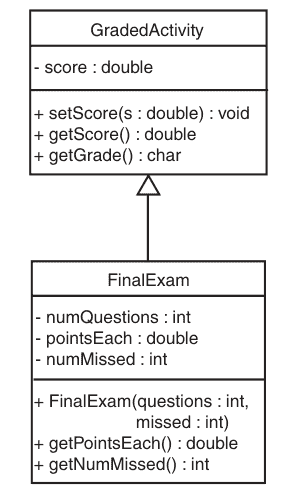 GradedActivity
- score : double
+ setScore(s : double) : void
+ getScore() : double
+ getGrade() : char
FinalExam
- numQuestions : int
- pointsEach : double
- numMissed : int
+ FinalExam(questions : int,
missed : int)
+ getPointsEach() : double
+ getNumMissed() : int